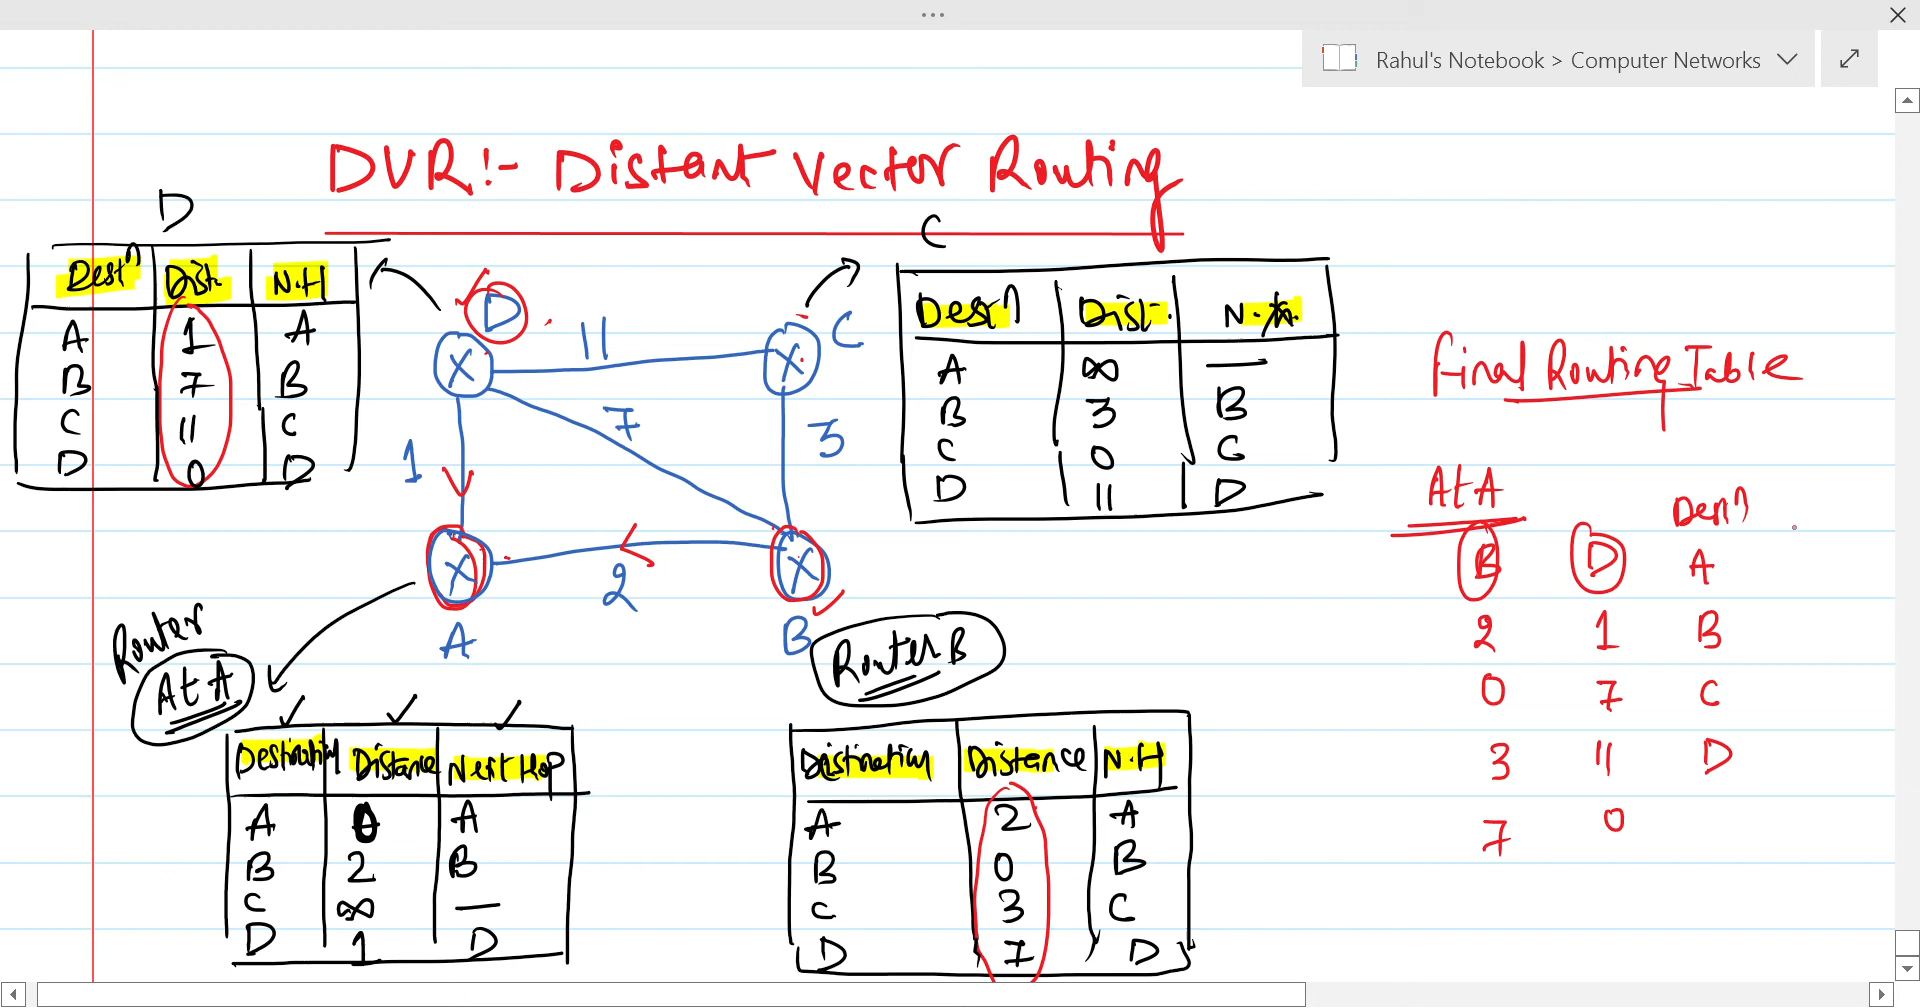 Rahul's Notebook > Computer Networks
DVR:- Distant Vector Routing
D
Destn Dist. N.H
A 1 A
B 7 B
C 11 C
D 0 D
C
Destn Dist. N.H.
A ∞ —
B 3 B
C 0 C
D 11 D
D
11
C
X
X
7
3
1
X
2
X
A
B
Router
At A
Router B
Destination Distance Next Hop
A 0 A
B 2 B
C ∞ —
D 1 D
Distination Distance N.H
A 2 A
B 0 B
C 3 C
D 7 D
Final Routing Table
At A
Destn
B D A
2 1 B
0 7 C
3 11 D
7 0